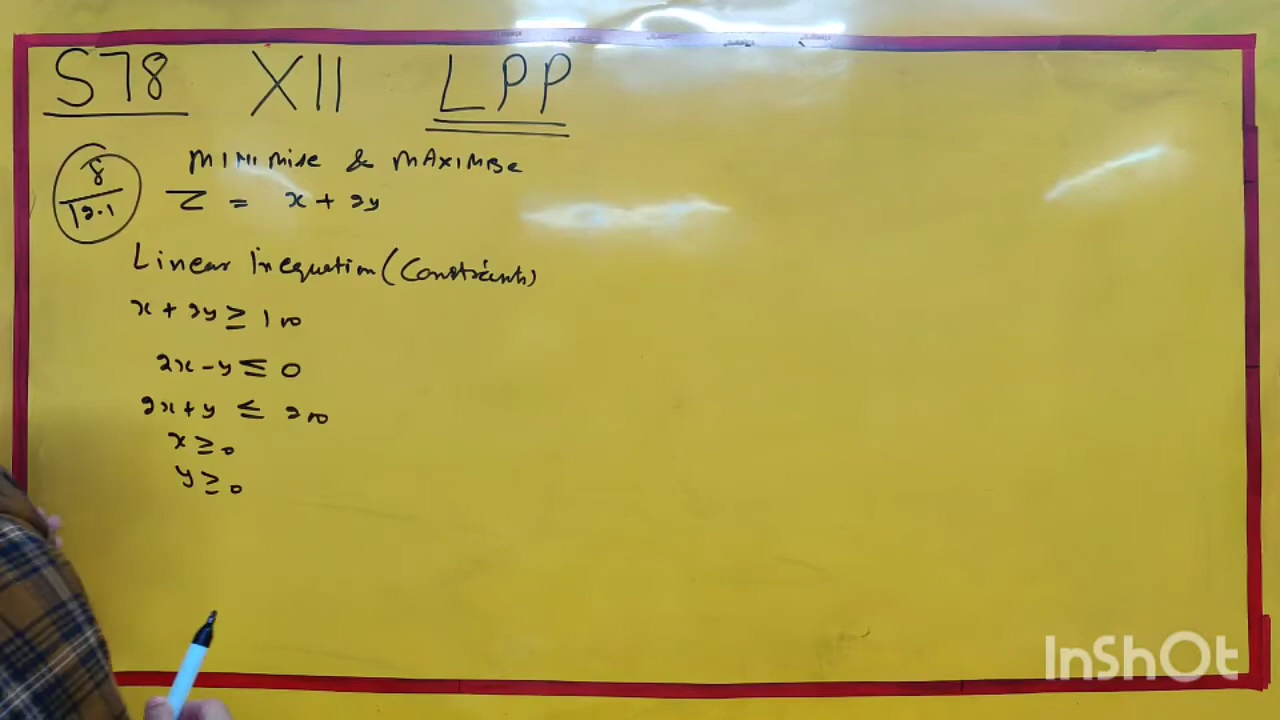 S78 XII LPP
8/12.1 MINIMISE & MAXIMISE
Z = x + 2y
Linear Inequation (Constraints)
x + 2y ≥ 100
2x - y ≤ 0
2x + y ≤ 200
x ≥ 0
y ≥ 0
InShOt